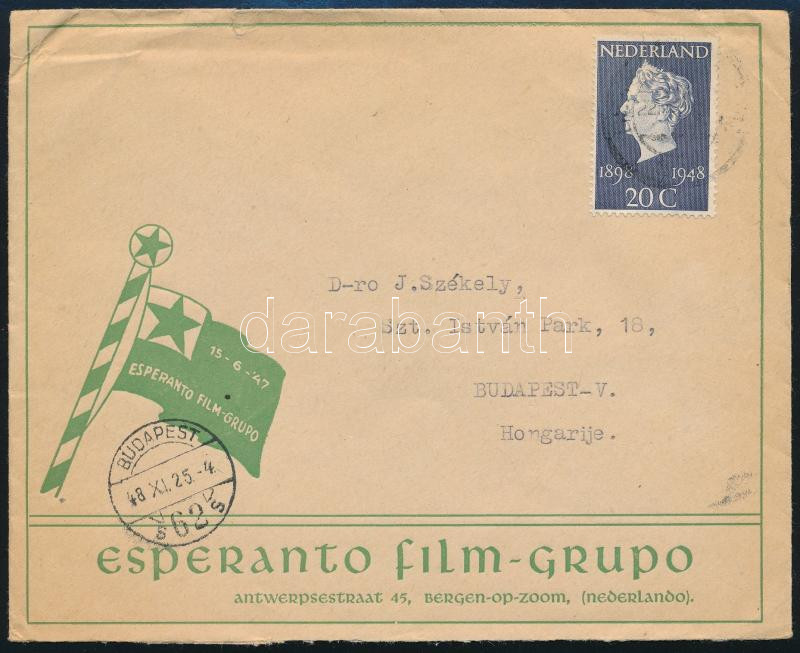 NEDERLAND
1898 1948
20 C
D-ro J.Székely,
Szt. István Park, 18,
BUDAPEST-V.
Hongarije.
darabanth
15-6-'47
ESPERANTO FILM-GRUPO
BUDAPEST
48 XI.25.-4
62
ESPERANTO FILM-GRUPO
ANTWERPSESTRAAT 45, BERGEN-OP-ZOOM, (NEDERLANDO).